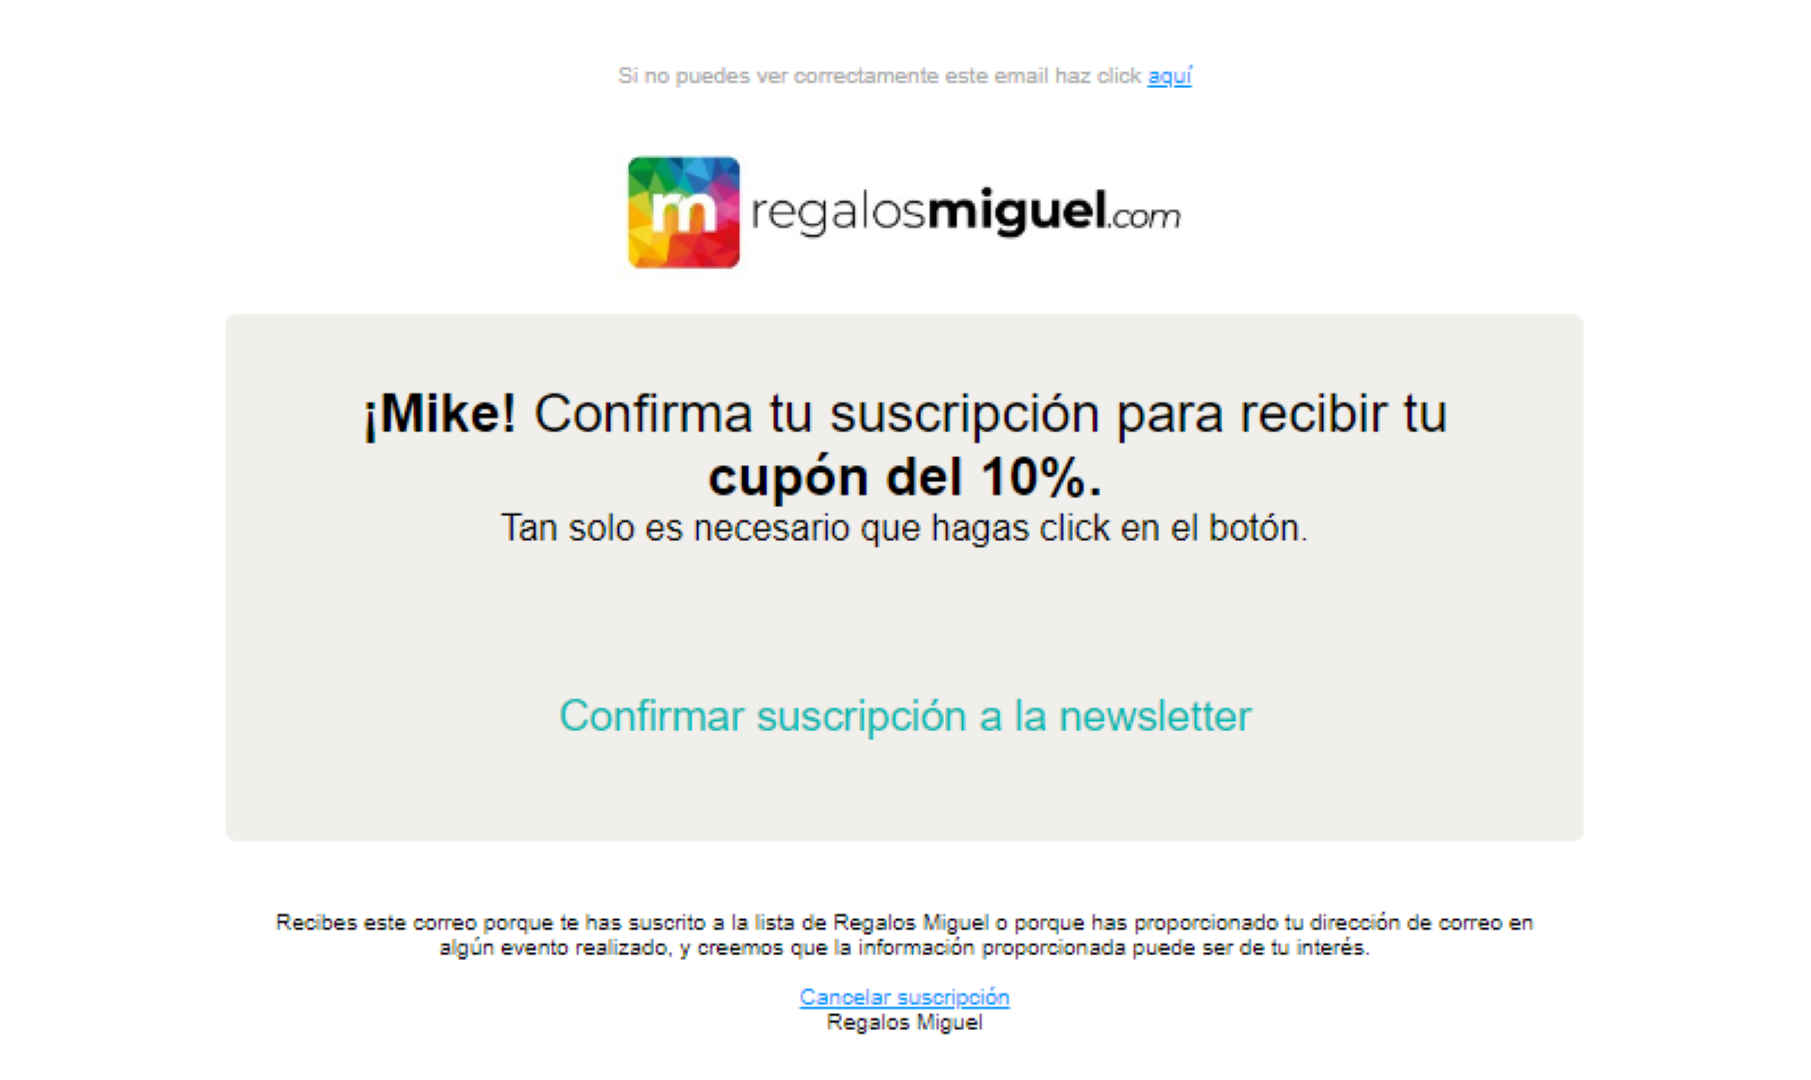 Si no puedes ver correctamente este email haz click aquí
m regalosmiguel.com
¡Mike! Confirma tu suscripción para recibir tu
cupón del 10%.
Tan solo es necesario que hagas click en el botón.
Confirmar suscripción a la newsletter
Recibes este correo porque te has suscrito a la lista de Regalos Miguel o porque has proporcionado tu dirección de correo en
algún evento realizado, y creemos que la información proporcionada puede ser de tu interés.
Cancelar suscripción
Regalos Miguel